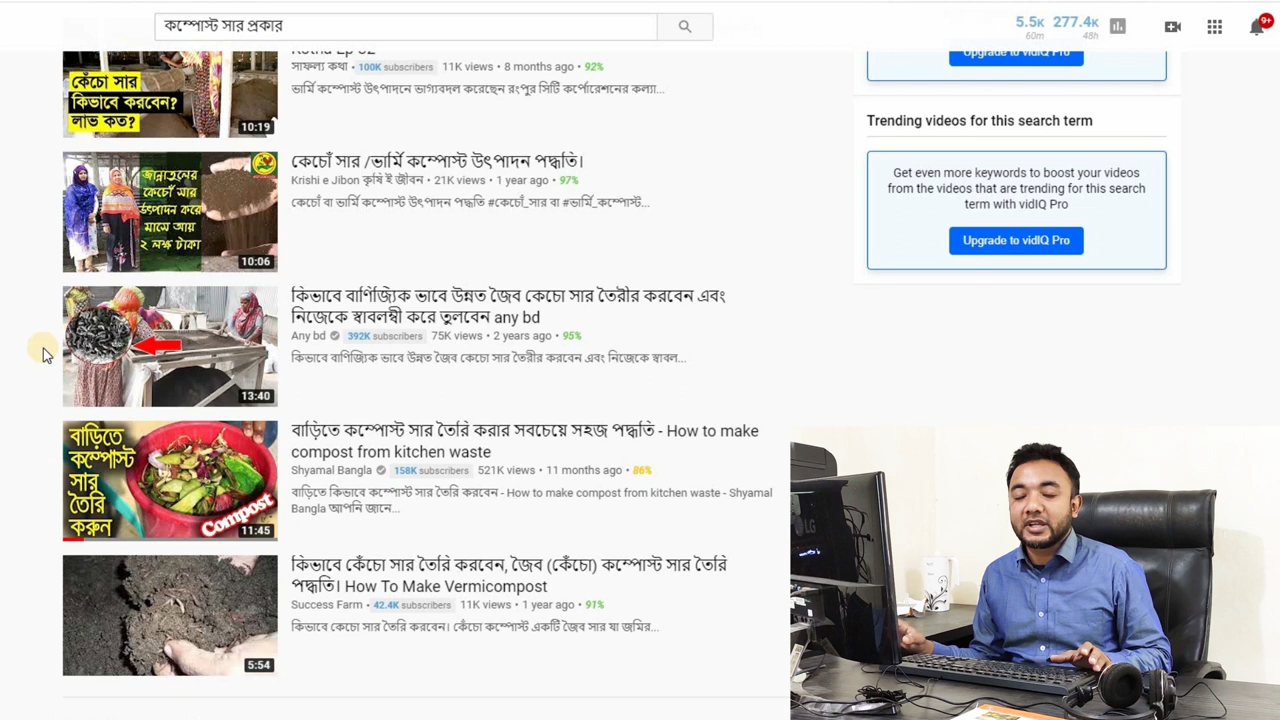 কম্পোস্ট সার প্রকার
5.5K 277.4K
60m 48h
9+
কেঁচো সার
কিভাবে করবেন?
লাভ কত?
10:19
সাফল্য কথা • 100K subscribers 11K views • 8 months ago • 92%
ভার্মি কম্পোস্ট উৎপাদনে ভাগ্যবদল করেছেন রংপুর সিটি কর্পোরেশনের কল্যা...
Upgrade to vidIQ Pro
Trending videos for this search term
Get even more keywords to boost your videos
from the videos that are trending for this search
term with vidIQ Pro
Upgrade to vidIQ Pro
জান্নাতুনের
কেচোঁ সার
উৎপাদন করে
মাসে আয়
২ লক্ষ টাকা
10:06
কেচোঁ সার /ভার্মি কম্পোস্ট উৎপাদন পদ্ধতি।
Krishi e Jibon কৃষি ই জীবন • 21K views • 1 year ago • 97%
কেচোঁ বা ভার্মি কম্পোস্ট উৎপাদন পদ্ধতি #কেচোঁ_সার বা #ভার্মি_কম্পোস্ট...
13:40
কিভাবে বাণিজ্যিক ভাবে উন্নত জৈব কেচো সার তৈরীর করবেন এবং
নিজেকে স্বাবলম্বী করে তুলবেন any bd
Any bd 392K subscribers 75K views • 2 years ago • 95%
কিভাবে বাণিজ্যিক ভাবে উন্নত জৈব কেচো সার তৈরীর করবেন এবং নিজেকে স্বাবল...
বাড়িতে
কম্পোস্ট
সার
তৈরি
করুন
Compost
11:45
বাড়িতে কম্পোস্ট সার তৈরি করার সবচেয়ে সহজ পদ্ধতি - How to make
compost from kitchen waste
Shyamal Bangla 158K subscribers 521K views • 11 months ago • 86%
বাড়িতে কিভাবে কম্পোস্ট সার তৈরি করবেন - How to make compost from kitchen waste - Shyamal
Bangla আপনি জানে...
5:54
কিভাবে কেঁচো সার তৈরি করবেন, জৈব (কেঁচো) কম্পোস্ট সার তৈরি
পদ্ধতি। How To Make Vermicompost
Success Farm • 42.4K subscribers 11K views • 1 year ago • 91%
কিভাবে কেচো সার তৈরি করবেন। কেঁচো কম্পোস্ট একটি জৈব সার যা জমির...
LG